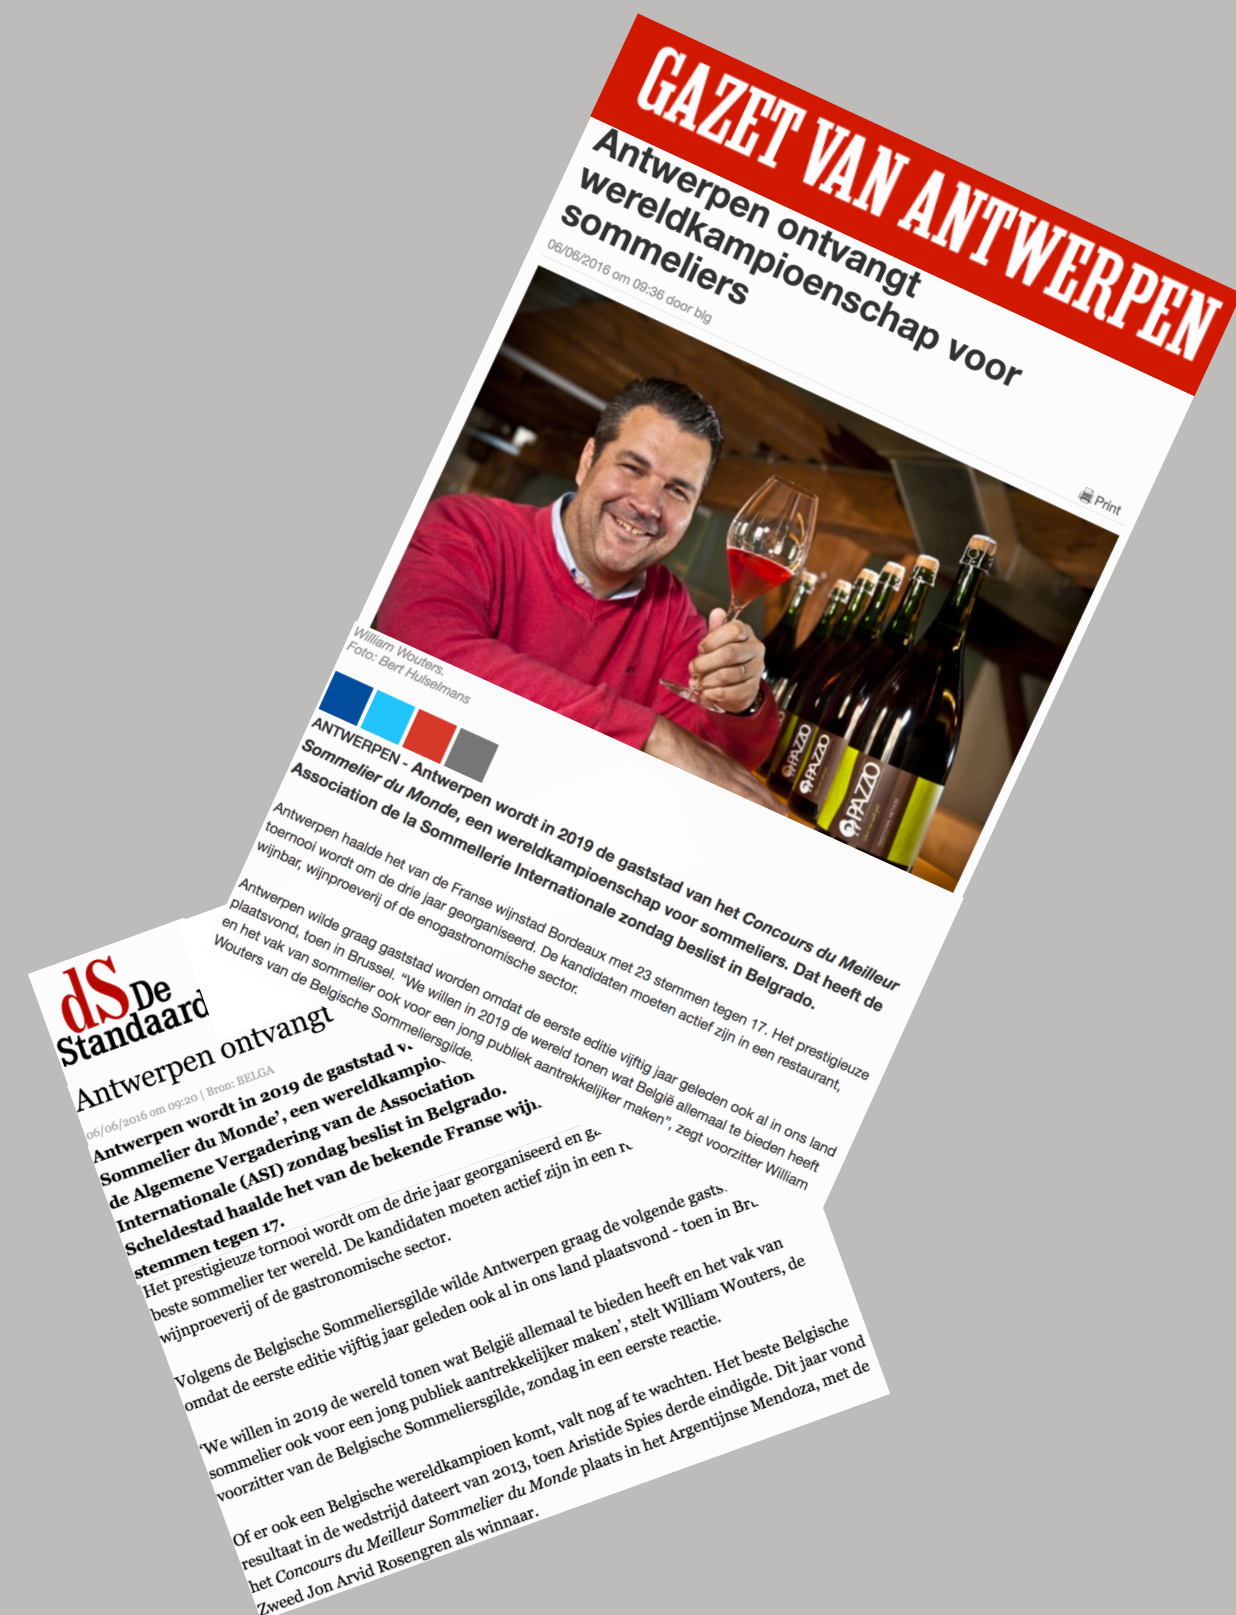 GAZET VAN ANTWERPEN
Antwerpen ontvangt
wereldkampioenschap voor
sommeliers
06/06/2016 om 09:36 door blg
Print
PAZZO
PAZZO
PAZZO
William Wouters.
Foto: Bert Hulselmans
ANTWERPEN - Antwerpen wordt in 2019 de gaststad van het Concours du Meilleur
Sommelier du Monde, een wereldkampioenschap voor sommeliers. Dat heeft de
Association de la Sommellerie Internationale zondag beslist in Belgrado.
Antwerpen haalde het van de Franse wijnstad Bordeaux met 23 stemmen tegen 17. Het prestigieuze
toernooi wordt om de drie jaar georganiseerd. De kandidaten moeten actief zijn in een restaurant,
wijnbar, wijnproeverij of de enogastronomische sector.
Antwerpen wilde graag gaststad worden omdat de eerste editie vijftig jaar geleden ook al in ons land
plaatsvond, toen in Brussel. "We willen in 2019 de wereld tonen wat België allemaal te bieden heeft
en het vak van sommelier ook voor een jong publiek aantrekkelijker maken", zegt voorzitter William
Wouters van de Belgische Sommeliersgilde.
dS De
Standaard
Antwerpen ontvangt
06/06/2016 om 09:20 | Bron: BELGA
Antwerpen wordt in 2019 de gaststad
Sommelier du Monde', een wereldkampio
de Algemene Vergadering van de Association
Internationale (ASI) zondag beslist in Belgrado.
Scheldestad haalde het van de bekende Franse wijn
stemmen tegen 17.
Het prestigieuze tornooi wordt om de drie jaar georganiseerd en
beste sommelier ter wereld. De kandidaten moeten actief zijn in een
wijnproeverij of de gastronomische sector.
Volgens de Belgische Sommeliersgilde wilde Antwerpen graag de volgende gasts
omdat de eerste editie vijftig jaar geleden ook al in ons land plaatsvond - toen in Bru
'We willen in 2019 de wereld tonen wat België allemaal te bieden heeft en het vak van
sommelier ook voor een jong publiek aantrekkelijker maken', stelt William Wouters, de
voorzitter van de Belgische Sommeliersgilde, zondag in een eerste reactie.
Of er ook een Belgische wereldkampioen komt, valt nog af te wachten. Het beste Belgische
resultaat in de wedstrijd dateert van 2013, toen Aristide Spies derde eindigde. Dit jaar vond
het Concours du Meilleur Sommelier du Monde plaats in het Argentijnse Mendoza, met de
Zweed Jon Arvid Rosengren als winnaar.